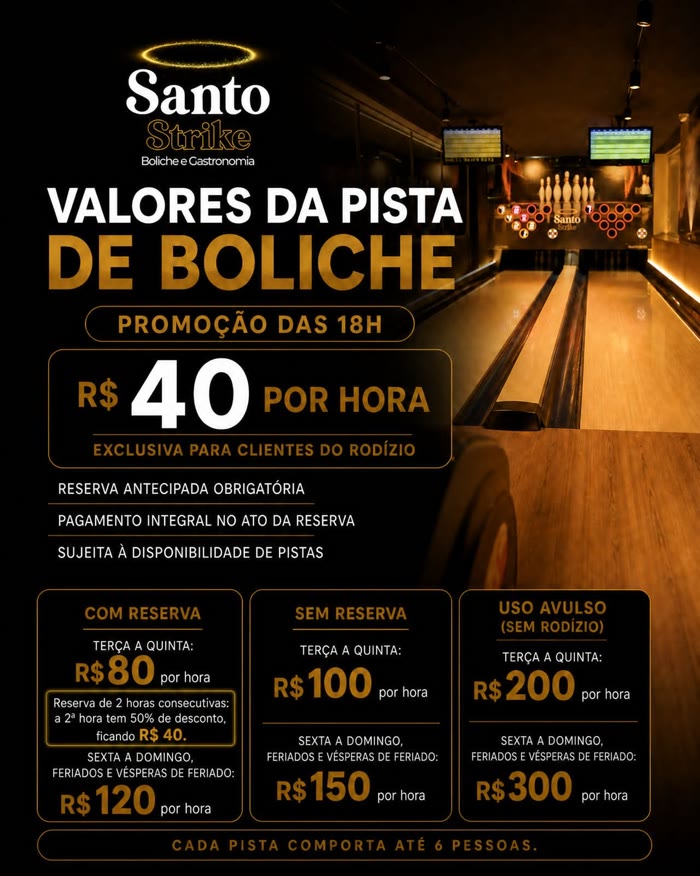 Santo
Strike
Boliche e Gastronomia
VALORES DA PISTA
DE BOLICHE
PROMOÇÃO DAS 18H
R$ 40 POR HORA
EXCLUSIVA PARA CLIENTES DO RODÍZIO
RESERVA ANTECIPADA OBRIGATÓRIA
PAGAMENTO INTEGRAL NO ATO DA RESERVA
SUJEITA À DISPONIBILIDADE DE PISTAS
COM RESERVA
TERÇA A QUINTA:
R$80 por hora
Reserva de 2 horas consecutivas:
a 2ª hora tem 50% de desconto,
ficando R$ 40.
SEXTA A DOMINGO,
FERIADOS E VÉSPERAS DE FERIADO:
R$120 por hora
SEM RESERVA
TERÇA A QUINTA:
R$100 por hora
SEXTA A DOMINGO,
FERIADOS E VÉSPERAS DE FERIADO:
R$150 por hora
USO AVULSO
(SEM RODÍZIO)
TERÇA A QUINTA:
R$200 por hora
SEXTA A DOMINGO,
FERIADOS E VÉSPERAS DE FERIADO:
R$300 por hora
CADA PISTA COMPORTA ATÉ 6 PESSOAS.
Santo
Strike